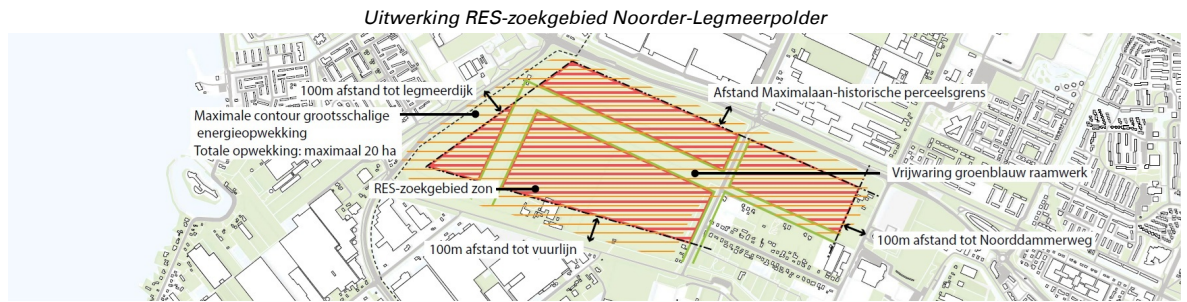 Uitwerking RES-zoekgebied Noorder-Legmeerpolder
100m afstand tot legmeerdijk
Afstand Maximalaan-historische perceelsgrens
Maximale contour grootsschalige
energieopwekking
Totale opwekking: maximaal 20 ha
Vrijwaring groenblauw raamwerk
RES-zoekgebied zon
100m afstand tot vuurlijn
100m afstand tot Noorddammerweg